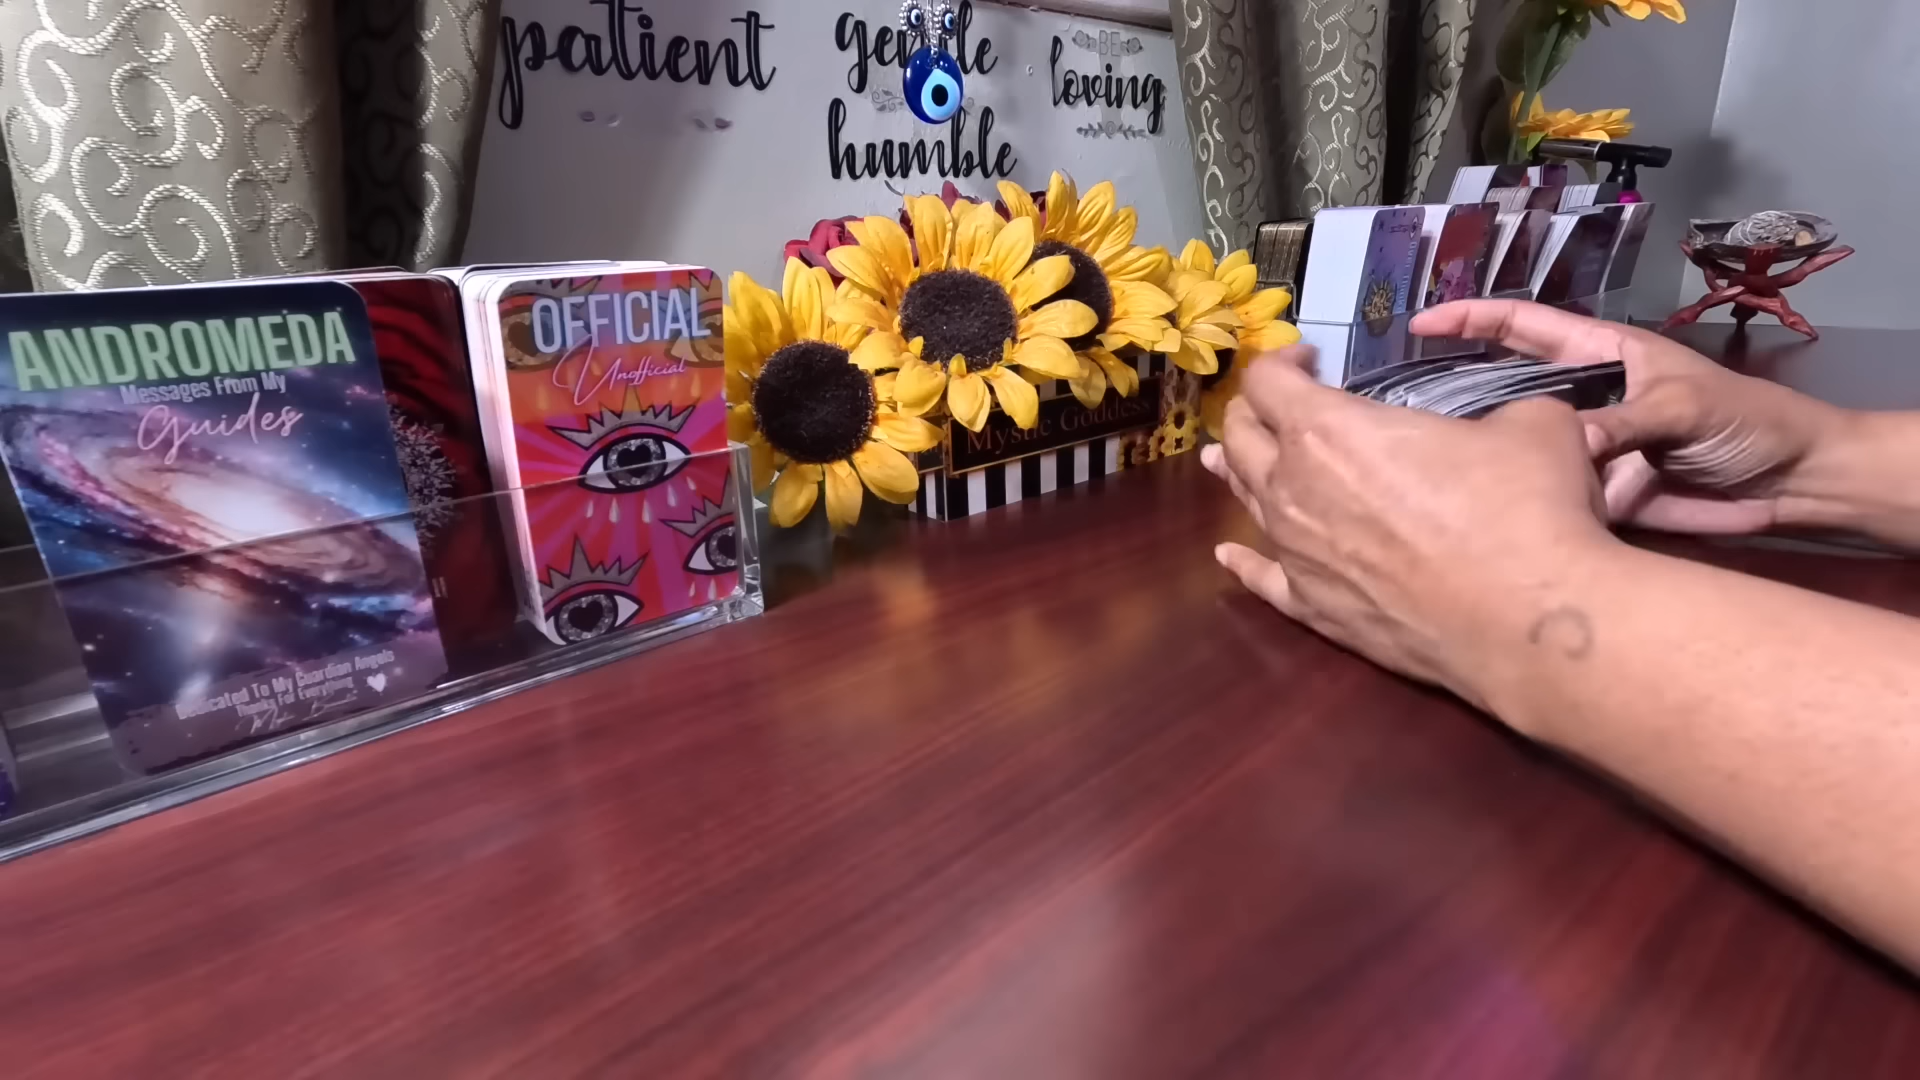 patient
gentle
humble
BE
loving
ANDROMEDA
Messages From My
Guides
Dedicated To My Guardian Angels
Thanks For Everything
OFFICIAL
Unofficial
Mystic Goddess